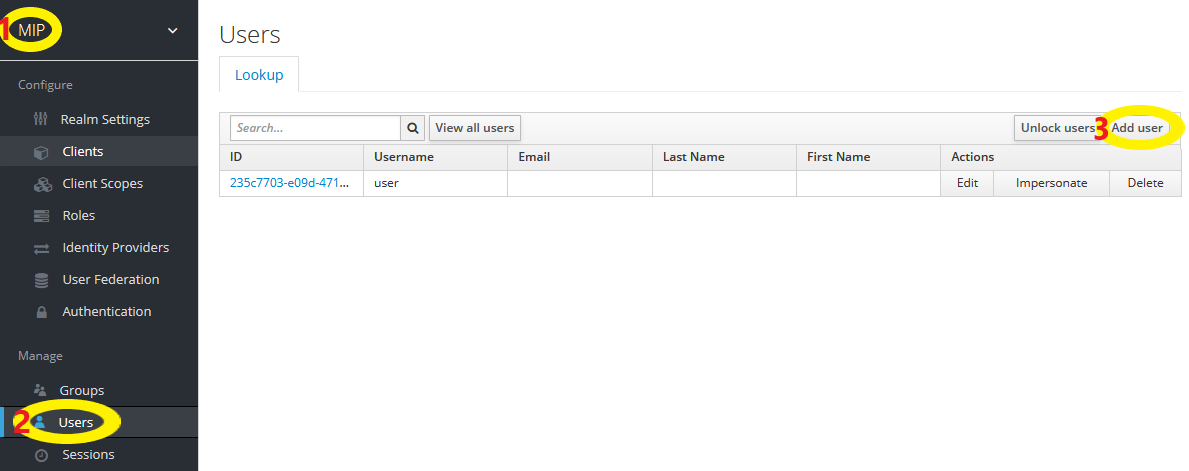 1 MIP
Configure
Realm Settings
Clients
Client Scopes
Roles
Identity Providers
User Federation
Authentication
Manage
Groups
2 Users
Sessions
Users
Lookup
Search... View all users Unlock users 3 Add user
ID Username Email Last Name First Name Actions
235c7703-e09d-471... user Edit Impersonate Delete